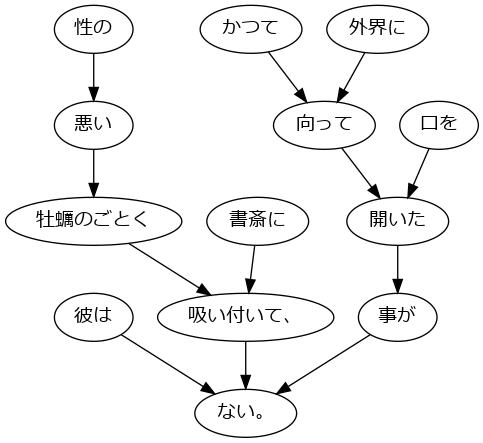 性の
かつて
外界に
悪い
向って
口を
牡蠣のごとく
書斎に
開いた
彼は
吸い付いて、
事が
ない。